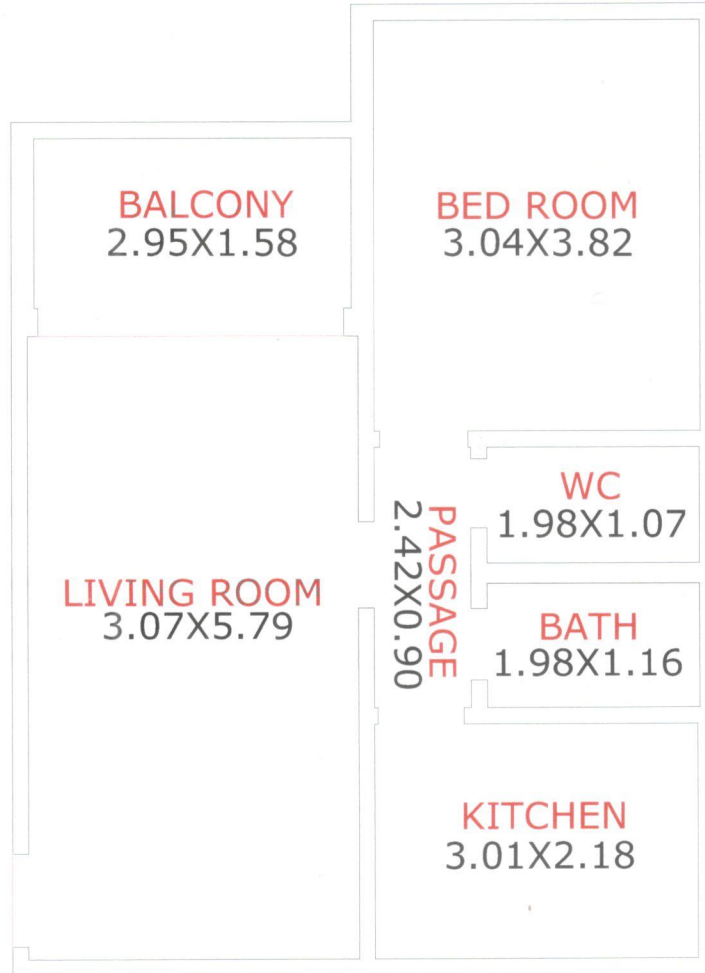 BALCONY
2.95X1.58
BED ROOM
3.04X3.82
WC
1.98X1.07
PASSAGE
2.42X0.90
LIVING ROOM
3.07X5.79
BATH
1.98X1.16
KITCHEN
3.01X2.18